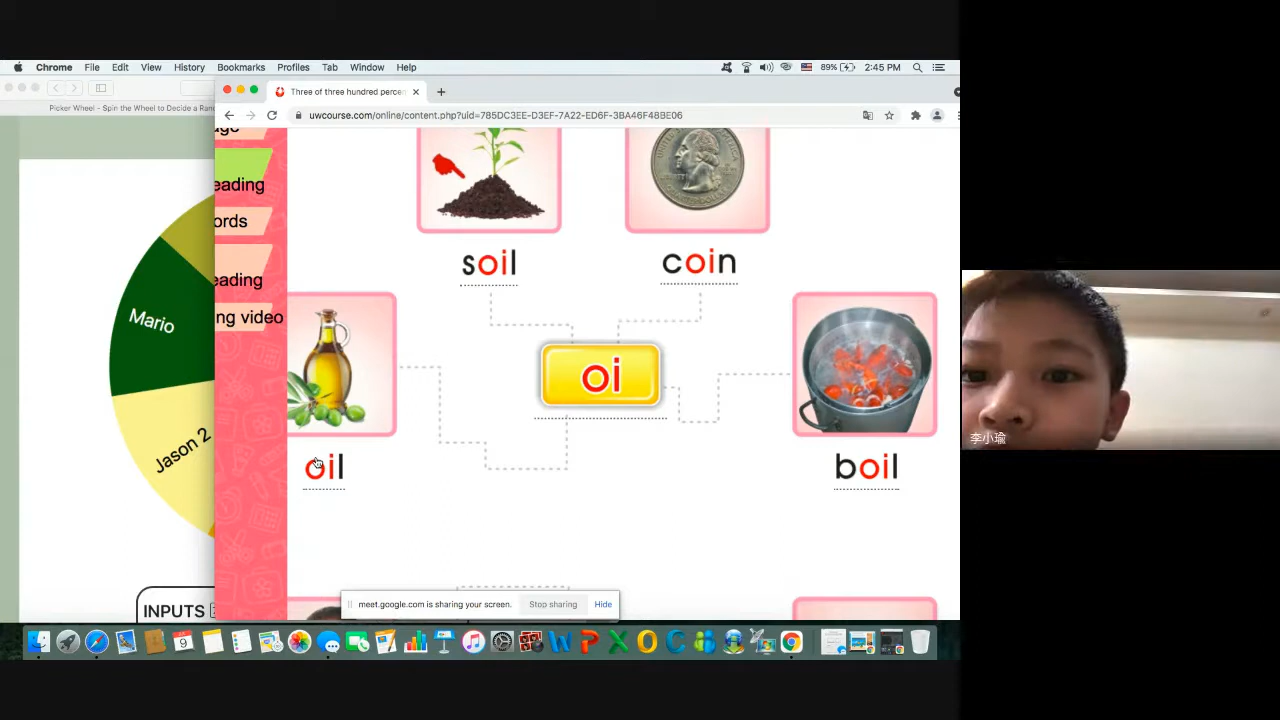 Chrome File Edit View History Bookmarks Profiles Tab Window Help 89% 2:45 PM
Three of three hundred percen
Picker Wheel - Spin the Wheel to Decide a Ran
uwcourse.com/online/content.php?uid=785DC3EE-D3EF-7A22-ED6F-3BA46F48BE06
eading
ords
eading
ng video
soil
coin
Mario
Jason 2
oi
oil
boil
李小瑜
INPUTS
meet.google.com is sharing your screen. Stop sharing Hide
9